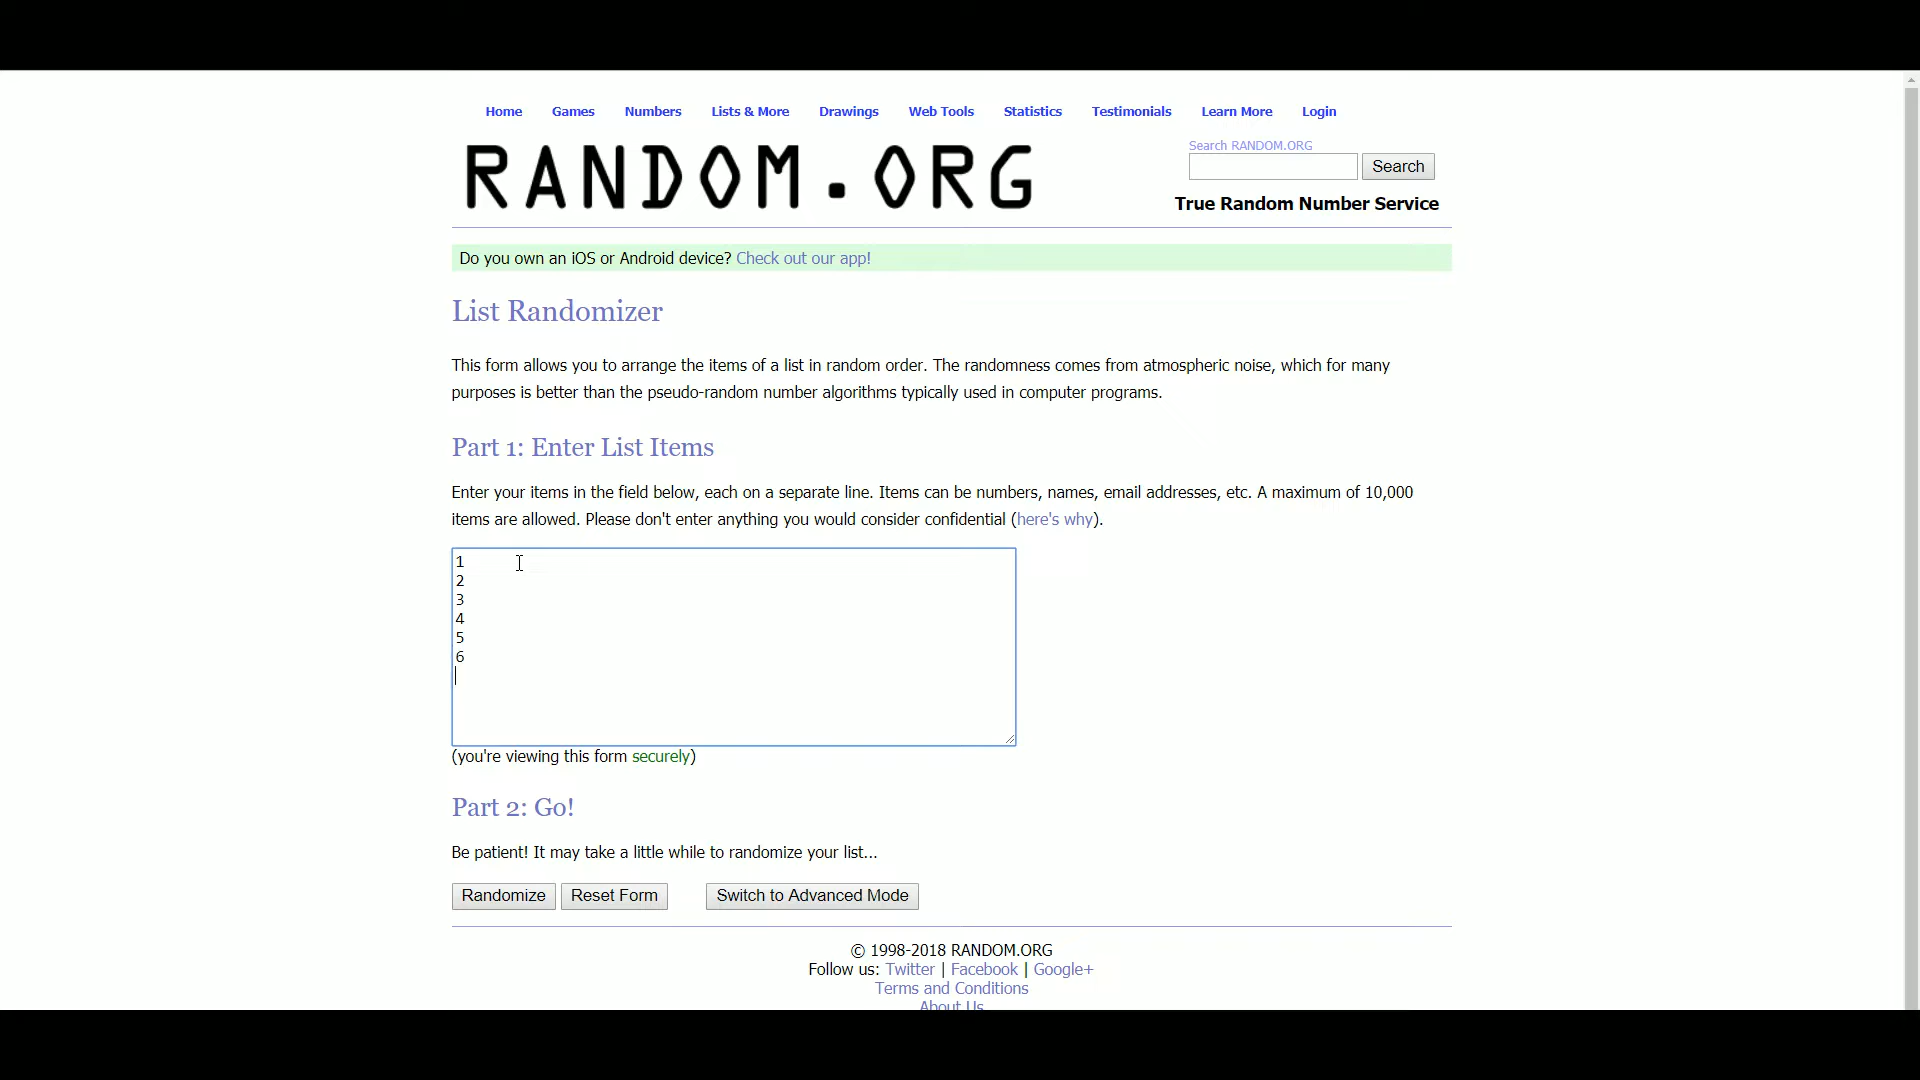 Home Games Numbers Lists & More Drawings Web Tools Statistics Testimonials Learn More Login
RANDOM.ORG
Search RANDOM.ORG
Search
True Random Number Service
Do you own an iOS or Android device? Check out our app!
List Randomizer
This form allows you to arrange the items of a list in random order. The randomness comes from atmospheric noise, which for many
purposes is better than the pseudo-random number algorithms typically used in computer programs.
Part 1: Enter List Items
Enter your items in the field below, each on a separate line. Items can be numbers, names, email addresses, etc. A maximum of 10,000
items are allowed. Please don't enter anything you would consider confidential (here's why).
1
2
3
4
5
6
(you're viewing this form securely)
Part 2: Go!
Be patient! It may take a little while to randomize your list...
Randomize Reset Form Switch to Advanced Mode
© 1998-2018 RANDOM.ORG
Follow us: Twitter | Facebook | Google+
Terms and Conditions
About Us